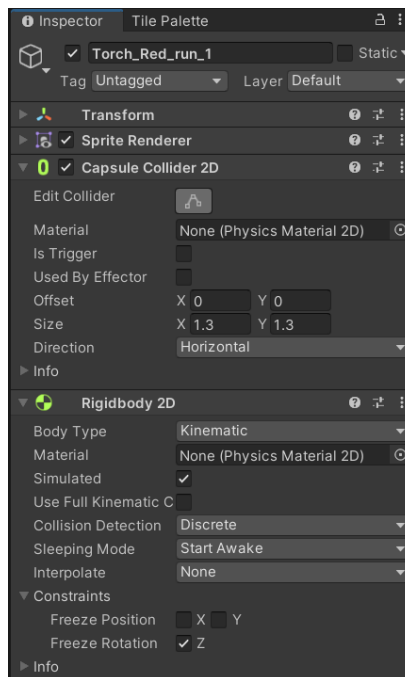 Inspector Tile Palette
Torch_Red_run_1 Static
Tag Untagged Layer Default
Transform
Sprite Renderer
Capsule Collider 2D
Edit Collider
Material None (Physics Material 2D)
Is Trigger
Used By Effector
Offset X 0 Y 0
Size X 1.3 Y 1.3
Direction Horizontal
Info
Rigidbody 2D
Body Type Kinematic
Material None (Physics Material 2D)
Simulated
Use Full Kinematic C
Collision Detection Discrete
Sleeping Mode Start Awake
Interpolate None
Constraints
Freeze Position X Y
Freeze Rotation Z
Info